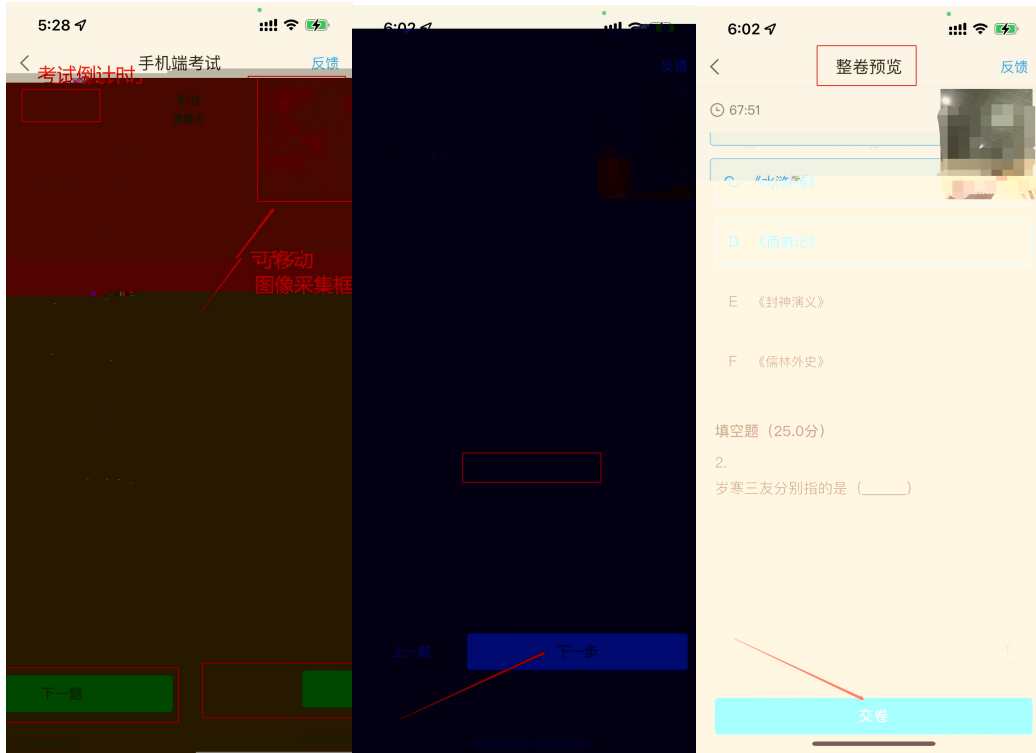 5:28
手机端考试
反馈
考试倒计时
1/3
可移动
图像采集框
下一题
6:02
反馈
上一题
下一步
6:02
整卷预览
反馈
67:51
C 《水浒传》
D 《西游记》
E 《封神演义》
F 《儒林外史》
填空题（25.0分）
2.
岁寒三友分别指的是（______）
交卷